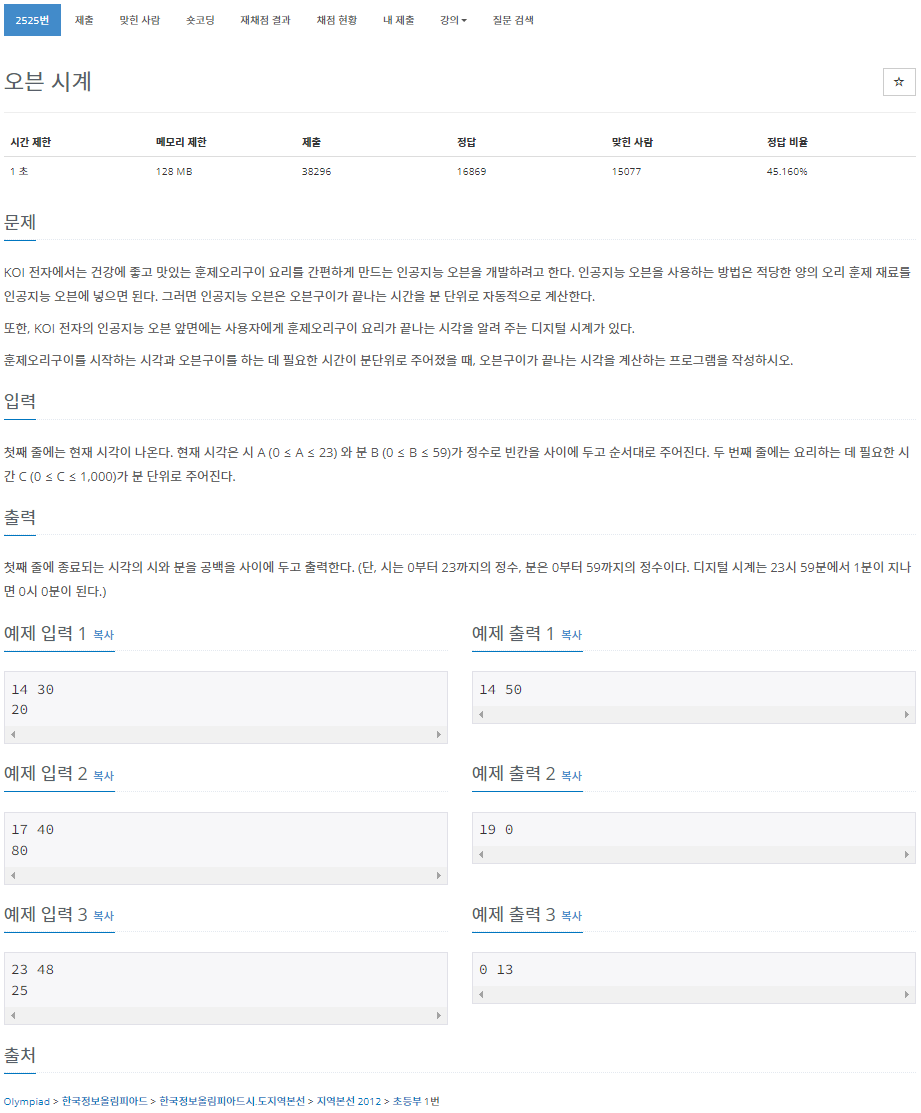 2525번 제출 맞힌 사람 숏코딩 재채점 결과 채점 현황 내 제출 강의 질문 검색
오븐 시계
☆
시간 제한 메모리 제한 제출 정답 맞힌 사람 정답 비율
1 초 128 MB 38296 16869 15077 45.160%
문제
KOI 전자에서는 건강에 좋고 맛있는 훈제오리구이 요리를 간편하게 만드는 인공지능 오븐을 개발하려고 한다. 인공지능 오븐을 사용하는 방법은 적당한 양의 오리 훈제 재료를
인공지능 오븐에 넣으면 된다. 그러면 인공지능 오븐은 오븐구이가 끝나는 시간을 분 단위로 자동적으로 계산한다.
또한, KOI 전자의 인공지능 오븐 앞면에는 사용자에게 훈제오리구이 요리가 끝나는 시각을 알려 주는 디지털 시계가 있다.
훈제오리구이를 시작하는 시각과 오븐구이를 하는 데 필요한 시간이 분단위로 주어졌을 때, 오븐구이가 끝나는 시각을 계산하는 프로그램을 작성하시오.
입력
첫째 줄에는 현재 시각이 나온다. 현재 시각은 시 A (0 ≤ A ≤ 23) 와 분 B (0 ≤ B ≤ 59)가 정수로 빈칸을 사이에 두고 순서대로 주어진다. 두 번째 줄에는 요리하는 데 필요한 시
간 C (0 ≤ C ≤ 1,000)가 분 단위로 주어진다.
출력
첫째 줄에 종료되는 시각의 시와 분을 공백을 사이에 두고 출력한다. (단, 시는 0부터 23까지의 정수, 분은 0부터 59까지의 정수이다. 디지털 시계는 23시 59분에서 1분이 지나
면 0시 0분이 된다.)
예제 입력 1 복사
14 30
20
예제 출력 1 복사
14 50
예제 입력 2 복사
17 40
80
예제 출력 2 복사
19 0
예제 입력 3 복사
23 48
25
예제 출력 3 복사
0 13
출처
Olympiad > 한국정보올림피아드 > 한국정보올림피아드시.도지역본선 > 지역본선 2012 > 초등부 1번